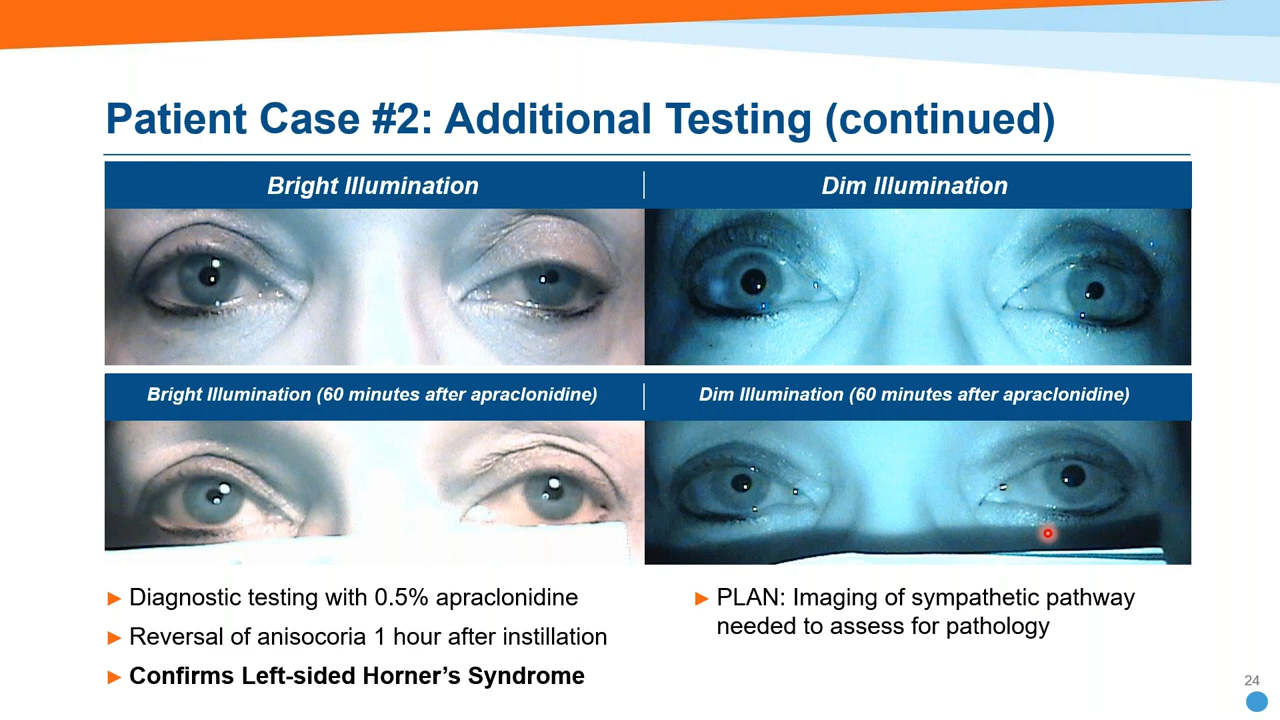 Patient Case #2: Additional Testing (continued)
Bright Illumination
Dim Illumination
Bright Illumination (60 minutes after apraclonidine)
Dim Illumination (60 minutes after apraclonidine)
► Diagnostic testing with 0.5% apraclonidine
► Reversal of anisocoria 1 hour after instillation
► Confirms Left-sided Horner’s Syndrome
► PLAN: Imaging of sympathetic pathway
needed to assess for pathology
24